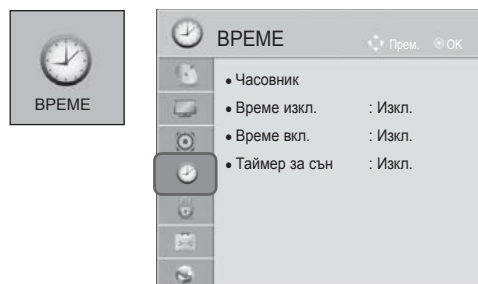 ВРЕМЕ
ВРЕМЕ Прем. OK
• Часовник
• Време изкл. : Изкл.
• Време вкл. : Изкл.
• Таймер за сън : Изкл.